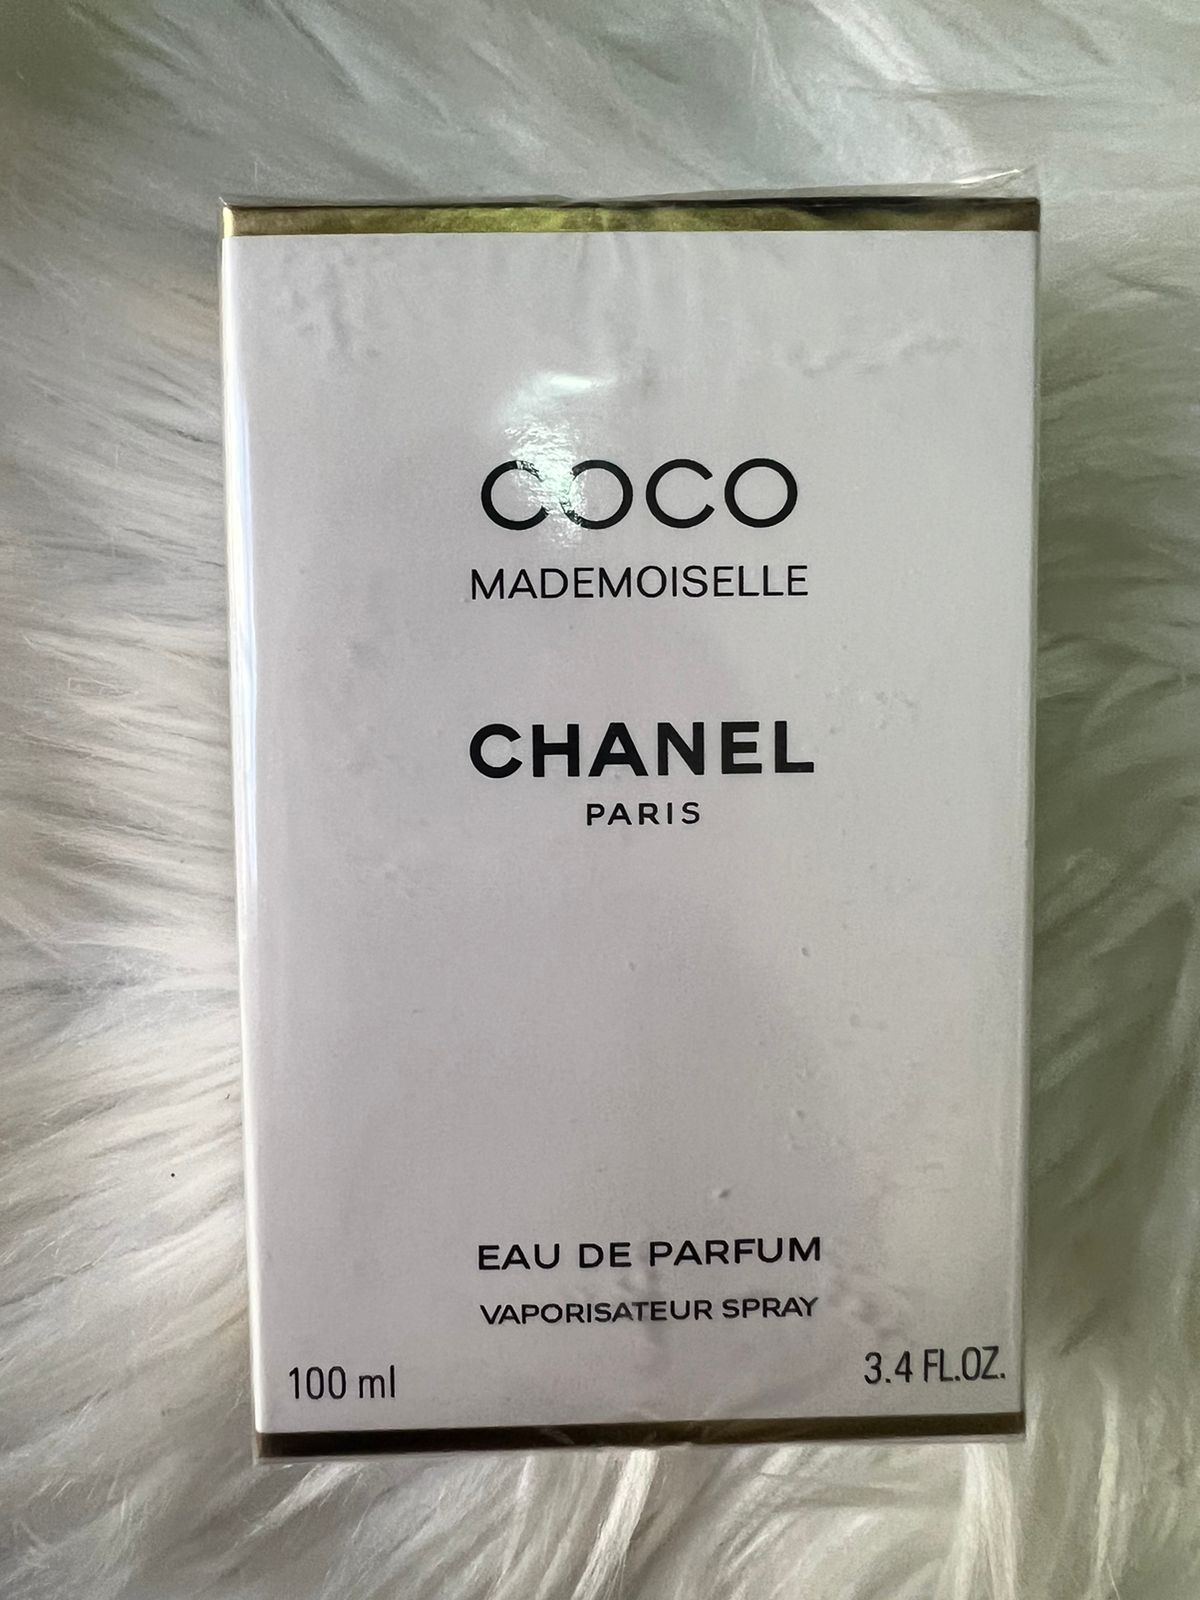 COCO
MADEMOISELLE
CHANEL
PARIS
EAU DE PARFUM
VAPORISATEUR SPRAY
100 ml
3.4 FL.OZ.